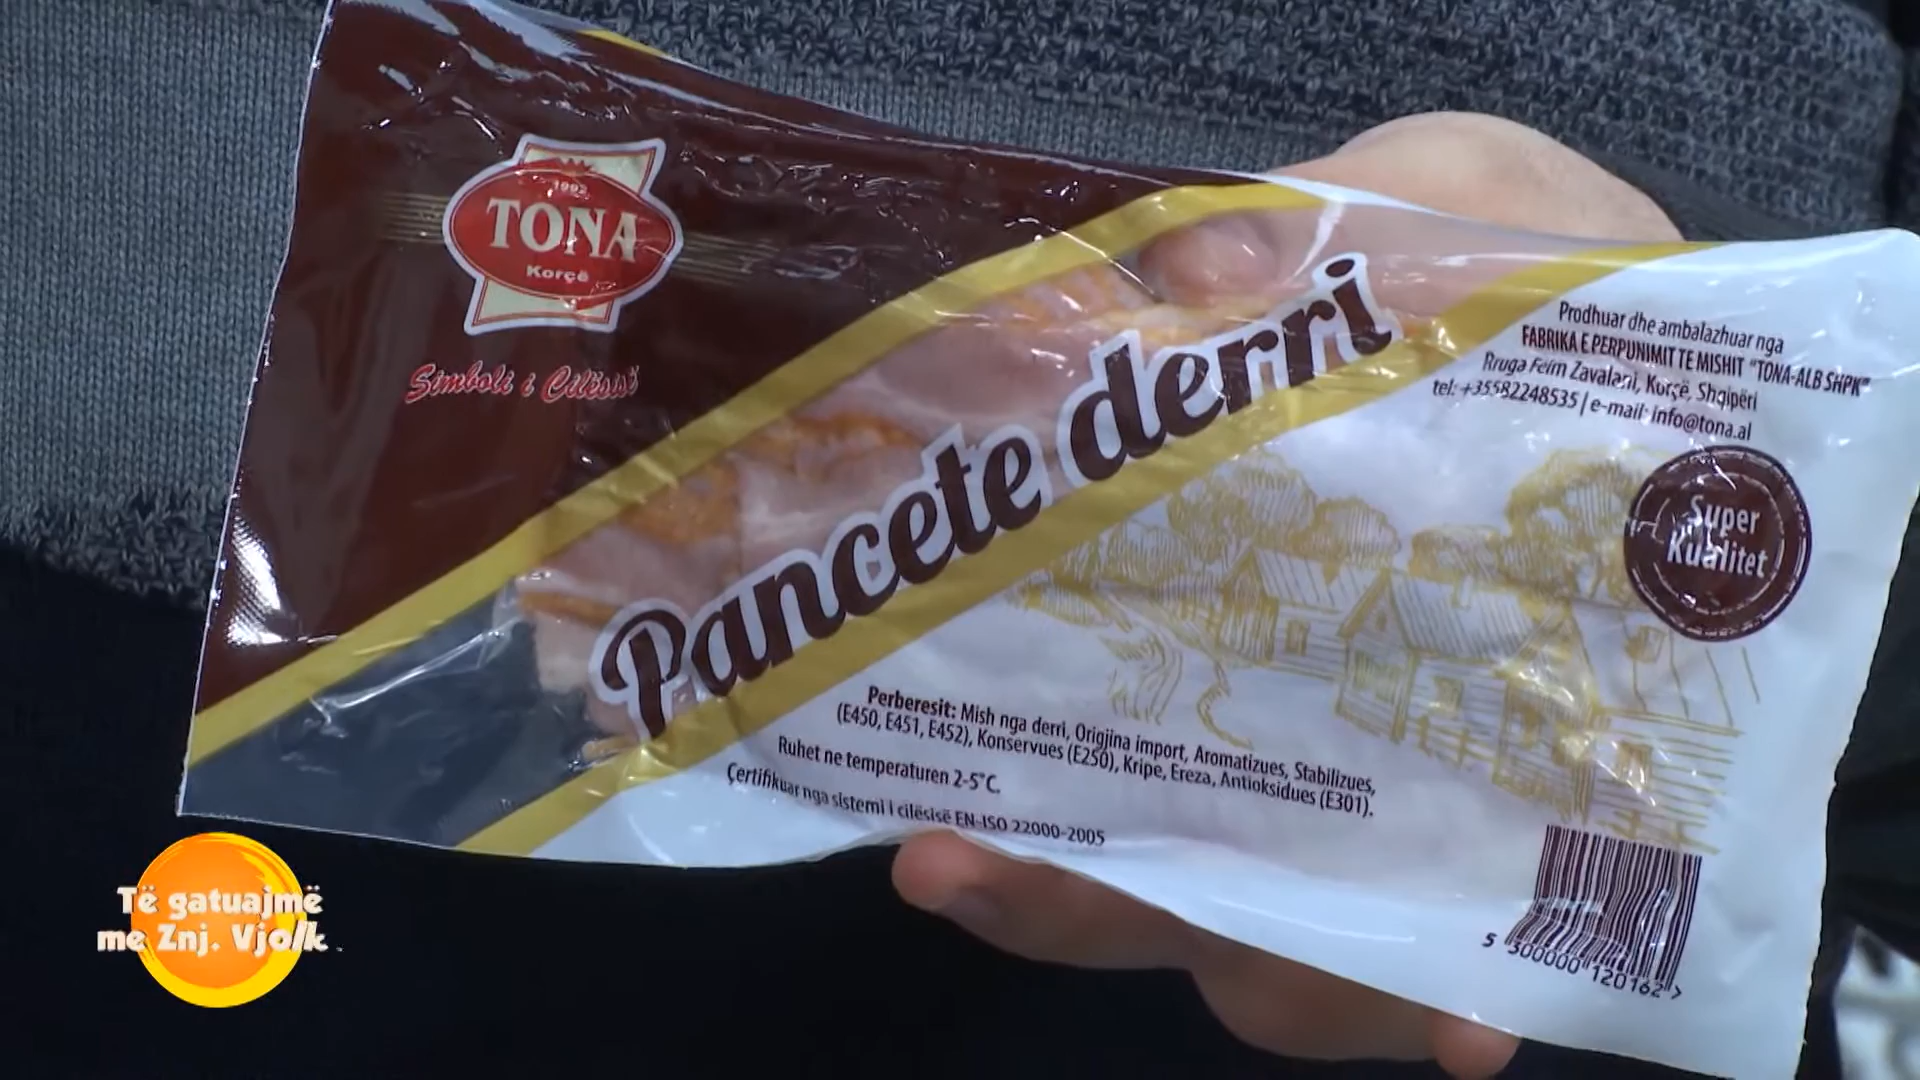 1992
TONA
Korçë
Simboli i Cilësisë
Pancete derri
Prodhuar dhe ambalazhuar nga
FABRIKA E PERPUNIMIT TE MISHIT "TONA-ALB SHPK"
Rruga Feim Zavalani, Korçë, Shqipëri
tel: +35582248535 | e-mail: info@tona.al
Super
Kualitet
Perberesit: Mish nga derri, Origjina import, Aromatizues, Stabilizues,
(E450, E451, E452), Konservues (E250), Kripe, Ereza, Antioksidues (E301).
Ruhet ne temperaturen 2-5°C.
Çertifikuar nga sistemi i cilësisë EN-ISO 22000-2005
5 300000 120162 >
Të gatuajmë
me Znj. Vjollk